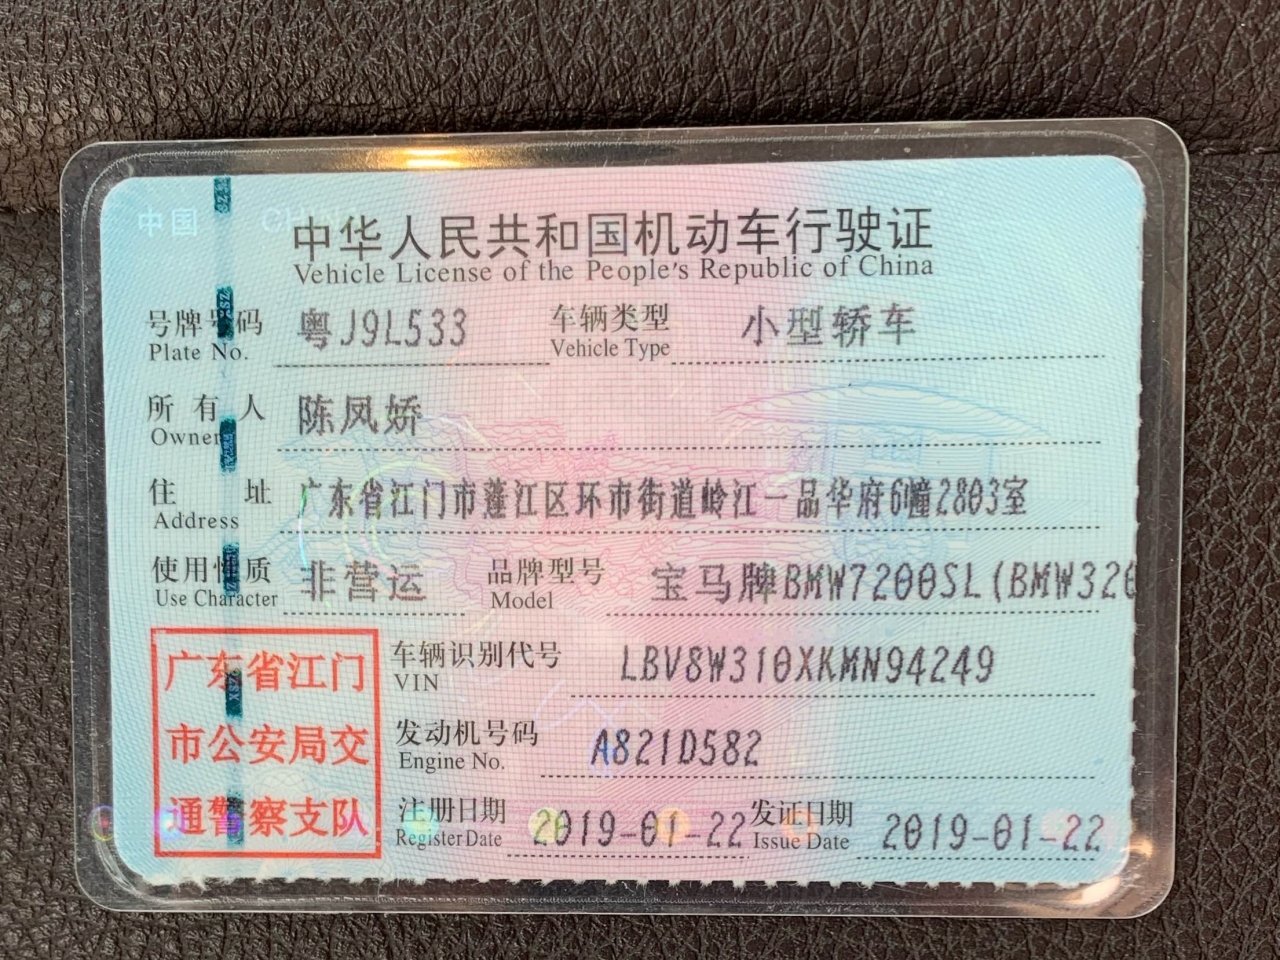 中国 CHINA
中华人民共和国机动车行驶证
Vehicle License of the People's Republic of China
号牌号码 粤J9L533 车辆类型 小型轿车
Plate No. Vehicle Type
所有人 陈凤娇
Owner
住址 广东省江门市蓬江区环市街道岭江一品华府6幢2803室
Address
使用性质 非营运 品牌型号 宝马牌BMW7200SL(BMW320
Use Character Model
车辆识别代号 LBV8W310XKMN94249
VIN
发动机号码 A821D582
Engine No.
注册日期 2019-01-22 发证日期 2019-01-22
Register Date Issue Date
广东省江门
市公安局交
通警察支队